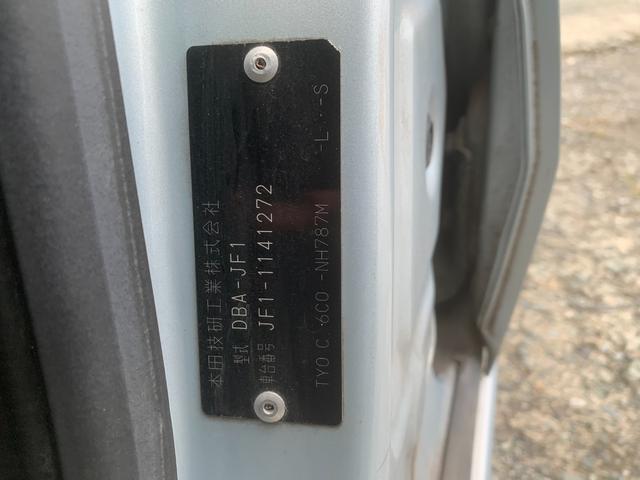 本田技研工業株式会社
型式 DBA-JF1
車台番号 JF1-1141272
TY0 C 6C0 -NH787M -L --S